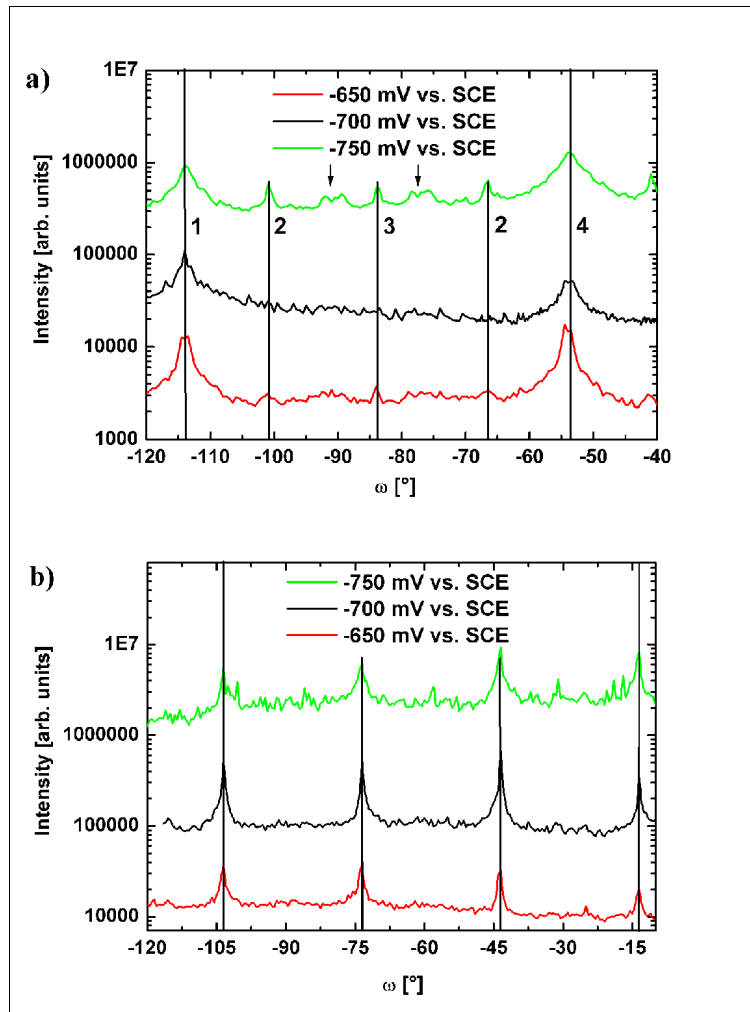 a)
1E7
1000000
100000
10000
1000
Intensity [arb. units]
-650 mV vs. SCE
-700 mV vs. SCE
-750 mV vs. SCE
1
2
3
2
4
-120 -110 -100 -90 -80 -70 -60 -50 -40
ω [°]
b)
1E7
1000000
100000
10000
Intensity [arb. units]
-750 mV vs. SCE
-700 mV vs. SCE
-650 mV vs. SCE
-120 -105 -90 -75 -60 -45 -30 -15
ω [°]